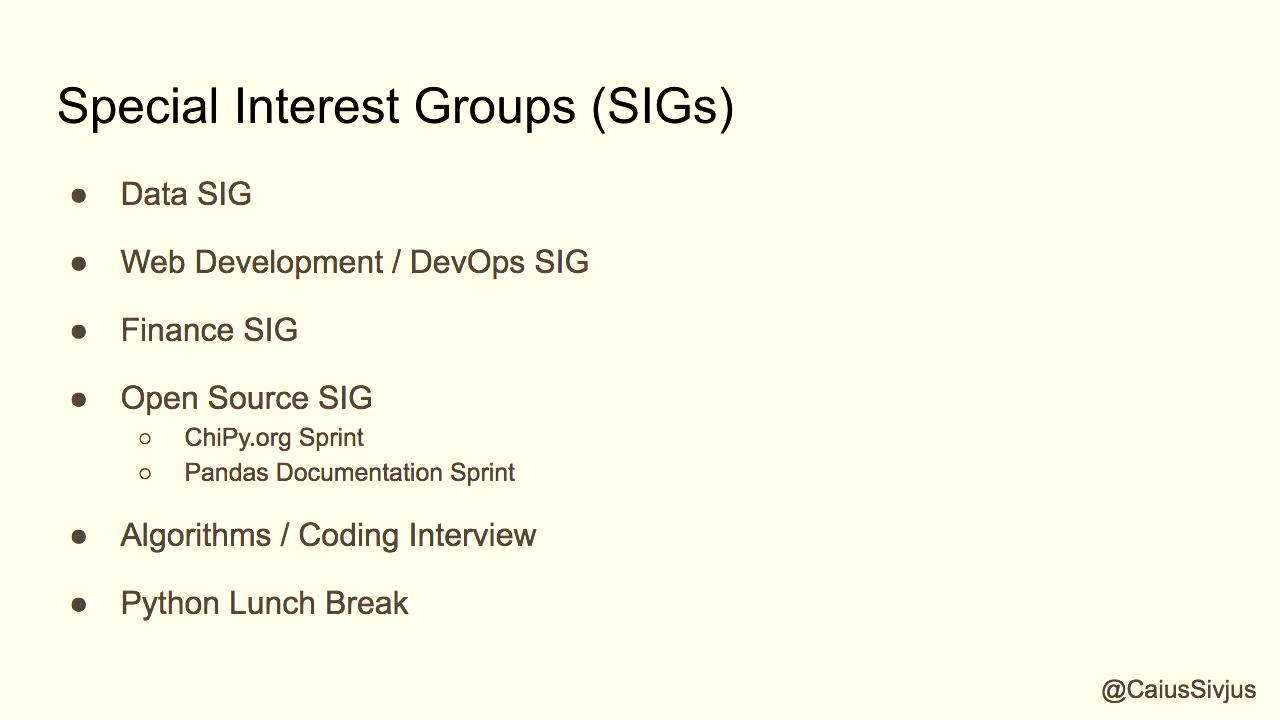 Special Interest Groups (SIGs)
● Data SIG
● Web Development / DevOps SIG
● Finance SIG
● Open Source SIG
○ ChiPy.org Sprint
○ Pandas Documentation Sprint
● Algorithms / Coding Interview
● Python Lunch Break
@CaiusSivjus